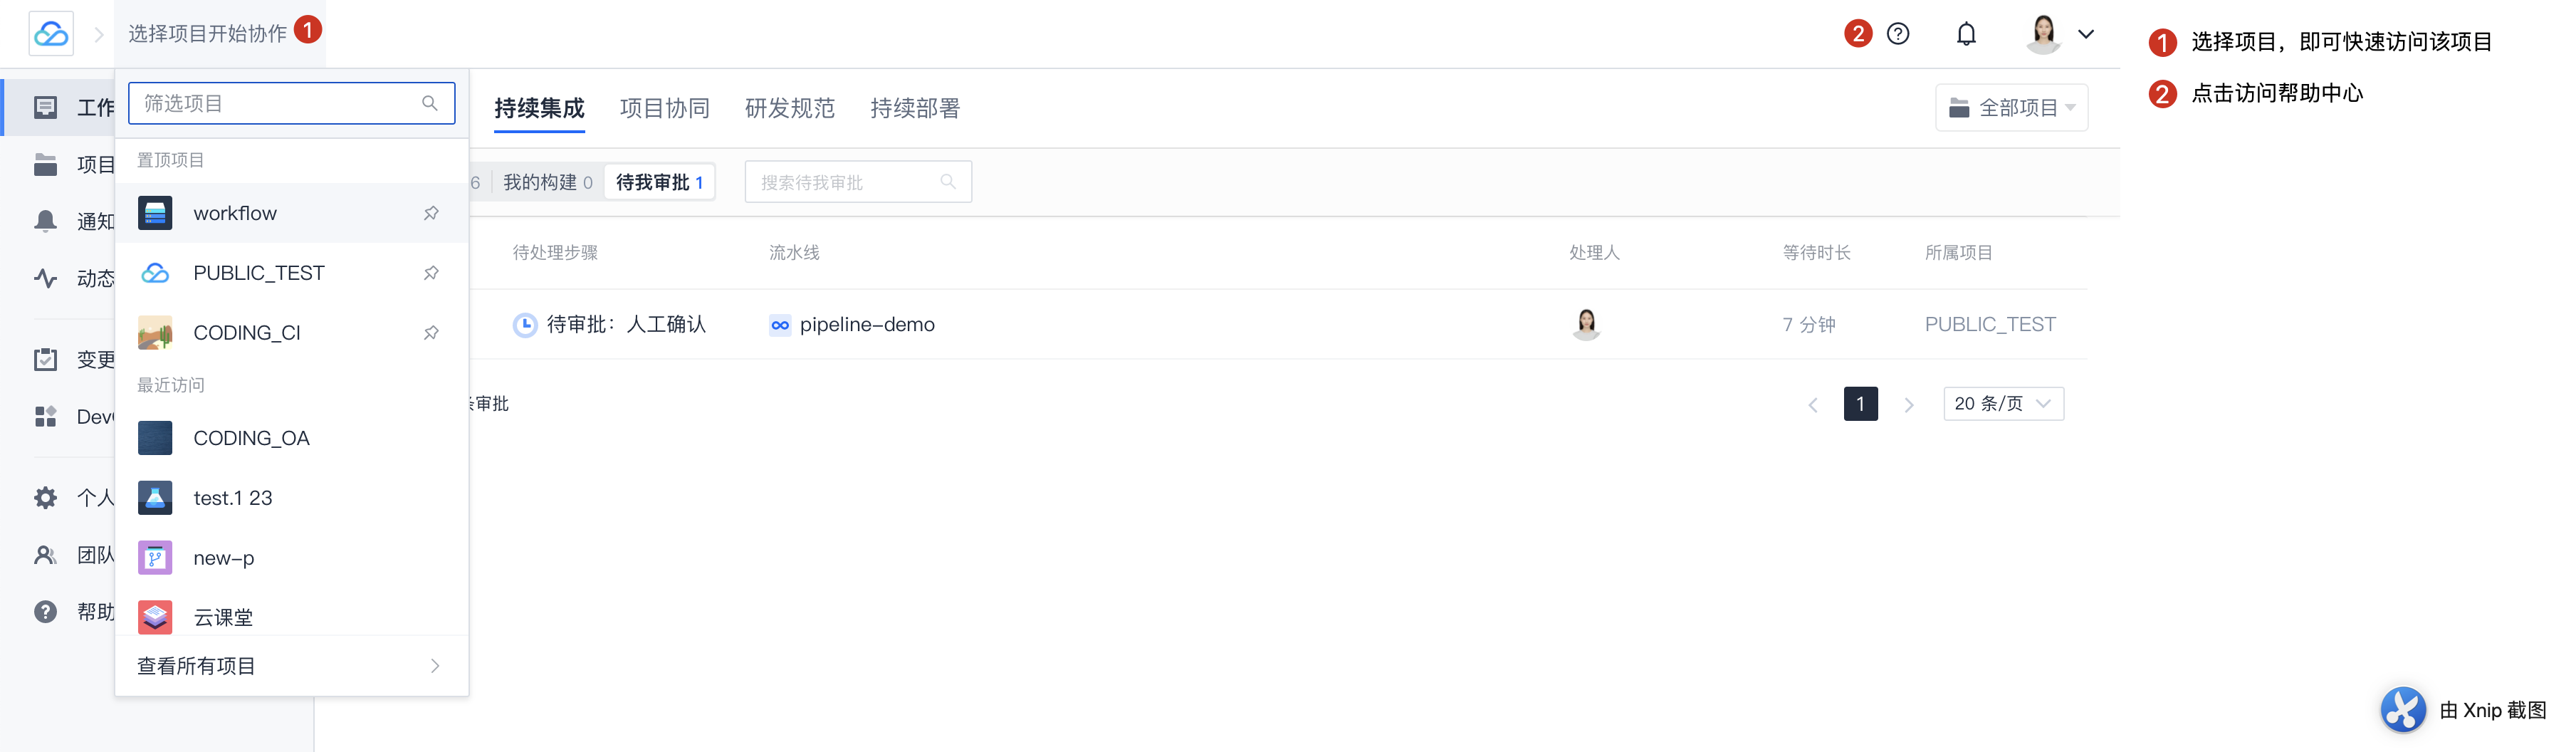 选择项目开始协作 1
2
1 选择项目，即可快速访问该项目
2 点击访问帮助中心
筛选项目
工作
项目
通知
动态
变更
Dev
个人
团队
帮助
置顶项目
workflow
PUBLIC_TEST
CODING_CI
最近访问
CODING_OA
test.1 23
new-p
云课堂
查看所有项目
持续集成 项目协同 研发规范 持续部署
全部项目
6 我的构建 0 待我审批 1
搜索待我审批
待处理步骤 流水线 处理人 等待时长 所属项目
待审批：人工确认 pipeline-demo 7 分钟 PUBLIC_TEST
条审批
1 20 条/页
由 Xnip 截图